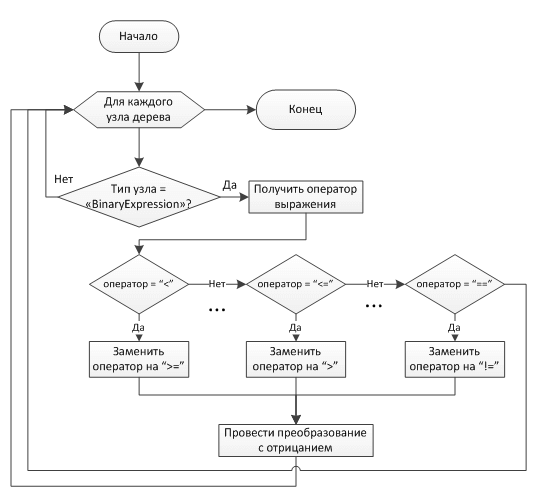 Начало
Для каждого
узла дерева
Конец
Тип узла =
«BinaryExpression»?
Нет
Да
Получить оператор
выражения
оператор = “<”
Нет
...
оператор = “<=”
Нет
...
оператор = “==”
Да
Да
Да
Заменить
оператор на “>=”
Заменить
оператор на “>”
Заменить
оператор на “!=”
Провести преобразование
с отрицанием